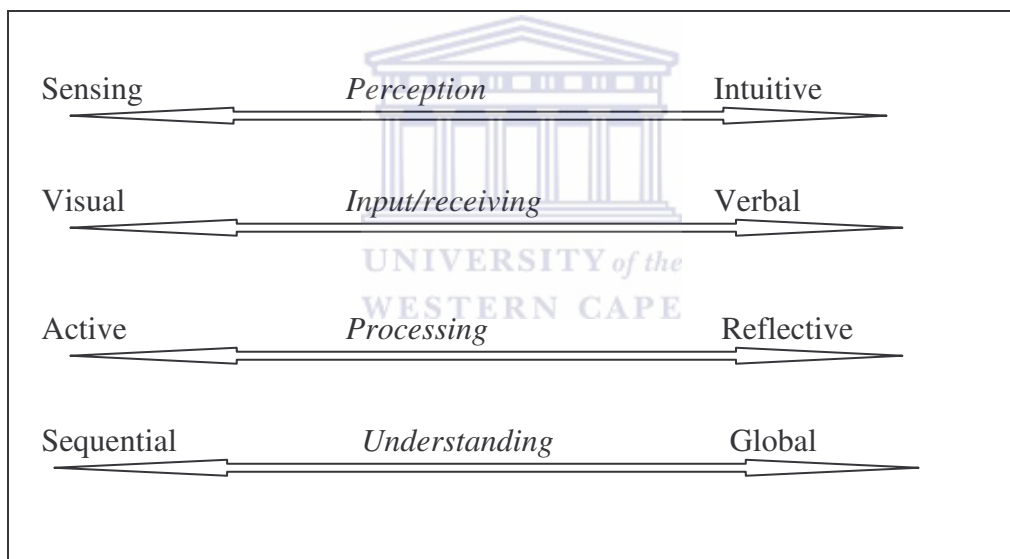 Sensing Perception Intuitive
Visual Input/receiving Verbal
UNIVERSITY of the
WESTERN CAPE
Active Processing Reflective
Sequential Understanding Global